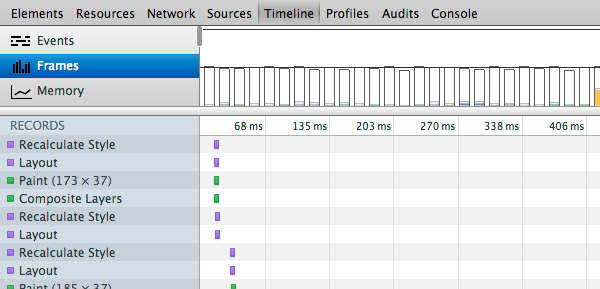 Elements Resources Network Sources Timeline Profiles Audits Console
Events
Frames
Memory
RECORDS 68 ms 135 ms 203 ms 270 ms 338 ms 406 ms
Recalculate Style
Layout
Paint (173 × 37)
Composite Layers
Recalculate Style
Layout
Recalculate Style
Layout
Paint (185 × 37)